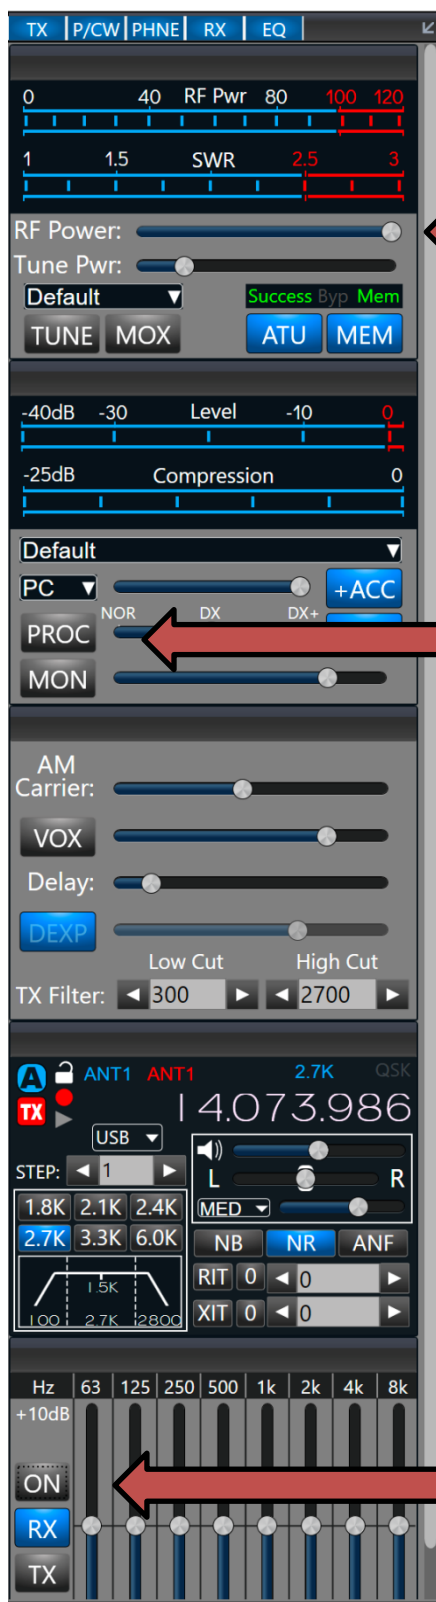 TX P/CW PHNE RX EQ
0 40 RF Pwr 80 100 120
1 1.5 SWR 2.5 3
RF Power:
Tune Pwr:
Default Success Byp Mem
TUNE MOX ATU MEM
-40dB -30 Level -10 0
-25dB Compression 0
Default
PC +ACC
NOR DX DX+
PROC
MON
AM
Carrier:
VOX
Delay:
DEXP
Low Cut High Cut
TX Filter: 300 2700
A ANT1 ANT1 2.7K QSK
TX 14.073.986
USB
STEP: 1 L R
1.8K 2.1K 2.4K MED
2.7K 3.3K 6.0K NB NR ANF
1.5K RIT 0 0
100 2.7K 2800 XIT 0 0
Hz 63 125 250 500 1k 2k 4k 8k
+10dB
ON
RX
TX